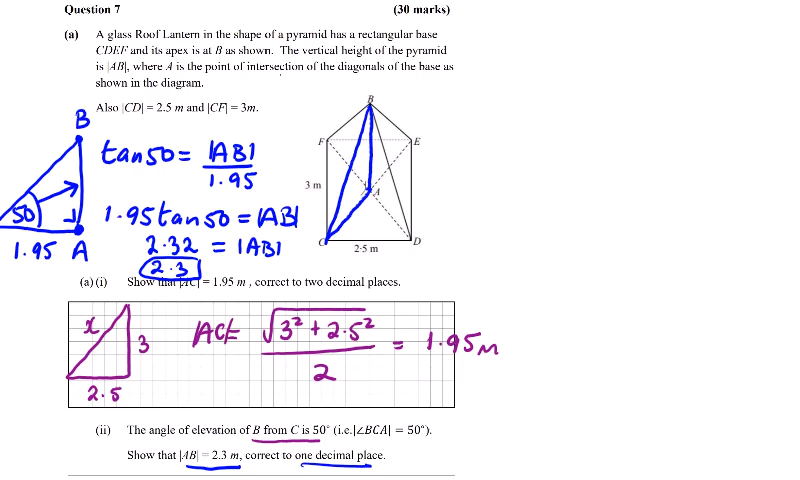 Question 7 (30 marks)
(a) A glass Roof Lantern in the shape of a pyramid has a rectangular base
CDEF and its apex is at B as shown. The vertical height of the pyramid
is |AB|, where A is the point of intersection of the diagonals of the base as
shown in the diagram.
Also |CD| = 2.5 m and |CF| = 3m.
B
50
1.95 A
tan50 = |AB|
1.95
1.95tan50 = |AB|
2.32 = |AB|
2.3
B
F E
3 m
A
C D
2·5 m
(a) (i) Show that |AC| = 1.95 m , correct to two decimal places.
x
3
2.5
|AC| = √3² + 2.5² = 1.95m
2
(ii) The angle of elevation of B from C is 50° (i.e.|∠BCA| = 50°).
Show that |AB| = 2.3 m, correct to one decimal place.